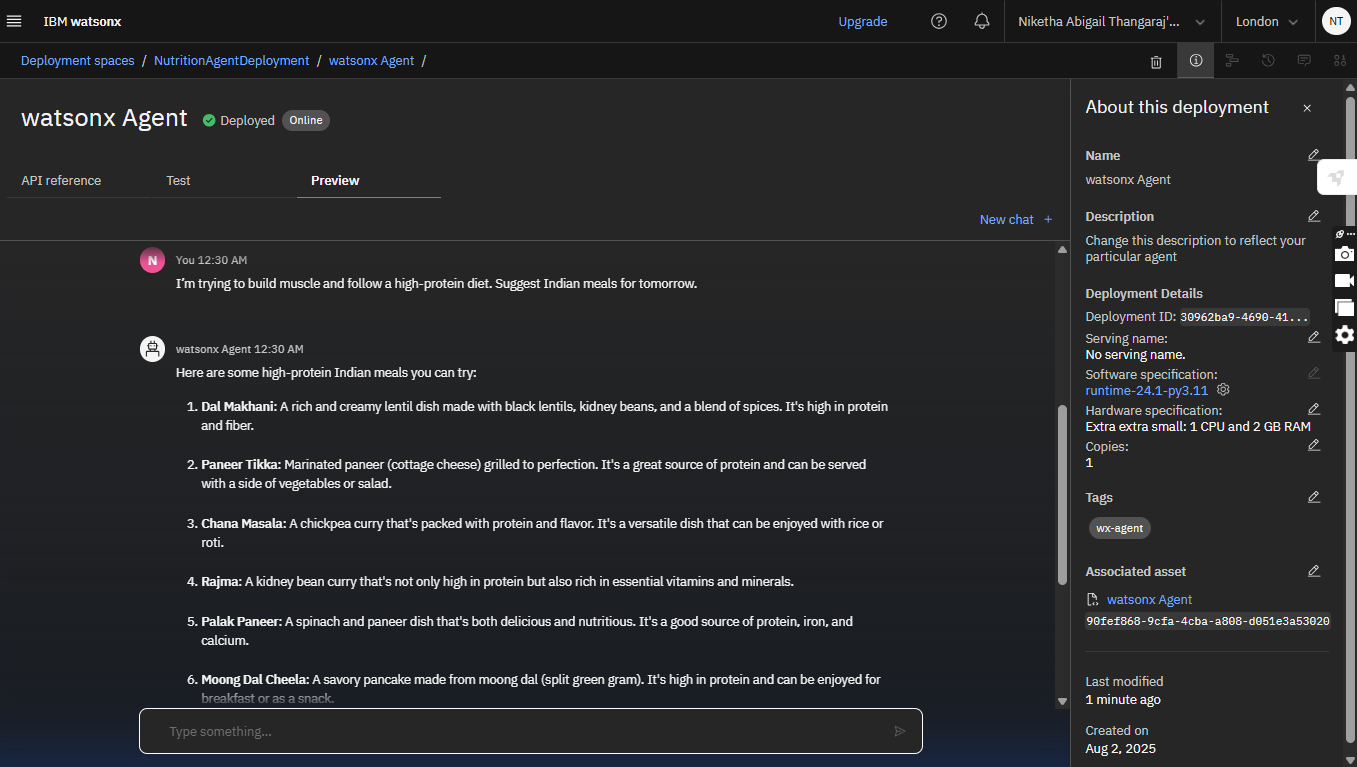 IBM watsonx
Upgrade
Niketha Abigail Thangaraj'...
London
NT
Deployment spaces / NutritionAgentDeployment / watsonx Agent /
watsonx Agent
Deployed
Online
API reference
Test
Preview
New chat +
N
You 12:30 AM
I'm trying to build muscle and follow a high-protein diet. Suggest Indian meals for tomorrow.
watsonx Agent 12:30 AM
Here are some high-protein Indian meals you can try:
1. Dal Makhani: A rich and creamy lentil dish made with black lentils, kidney beans, and a blend of spices. It's high in protein
and fiber.
2. Paneer Tikka: Marinated paneer (cottage cheese) grilled to perfection. It's a great source of protein and can be served
with a side of vegetables or salad.
3. Chana Masala: A chickpea curry that's packed with protein and flavor. It's a versatile dish that can be enjoyed with rice or
roti.
4. Rajma: A kidney bean curry that's not only high in protein but also rich in essential vitamins and minerals.
5. Palak Paneer: A spinach and paneer dish that's both delicious and nutritious. It's a good source of protein, iron, and
calcium.
6. Moong Dal Cheela: A savory pancake made from moong dal (split green gram). It's high in protein and can be enjoyed for
breakfast or as a snack.
Type something...
About this deployment
Name
watsonx Agent
Description
Change this description to reflect your
particular agent
Deployment Details
Deployment ID: 30962ba9-4690-41...
Serving name:
No serving name.
Software specification:
runtime-24.1-py3.11
Hardware specification:
Extra extra small: 1 CPU and 2 GB RAM
Copies:
1
Tags
wx-agent
Associated asset
watsonx Agent
90fef868-9cfa-4cba-a808-d051e3a53020
Last modified
1 minute ago
Created on
Aug 2, 2025